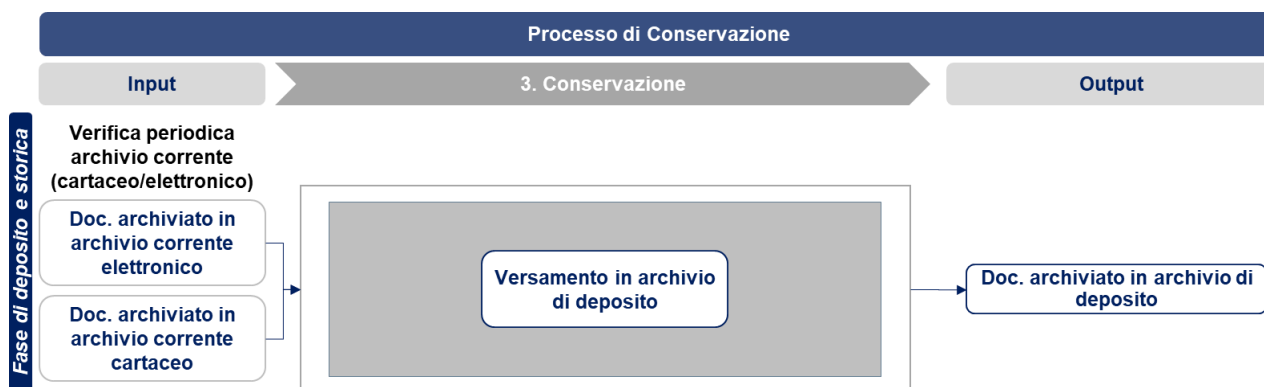 Processo di Conservazione
Input
3. Conservazione
Output
Fase di deposito e storica
Verifica periodica
archivio corrente
(cartaceo/elettronico)
Doc. archiviato in
archivio corrente
elettronico
Doc. archiviato in
archivio corrente
cartaceo
Versamento in archivio
di deposito
Doc. archiviato in archivio di
deposito